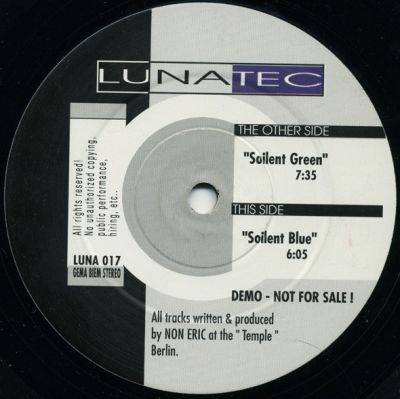 LUNATEC
THE OTHER SIDE
"Soilent Green"
7:35
THIS SIDE
"Soilent Blue"
6:05
All rights reserved!
No unauthorized copying,
public performance,
hiring, etc..
LUNA 017
GEMA BIEM STEREO
DEMO - NOT FOR SALE !
All tracks written & produced
by NON ERIC at the " Temple "
Berlin.